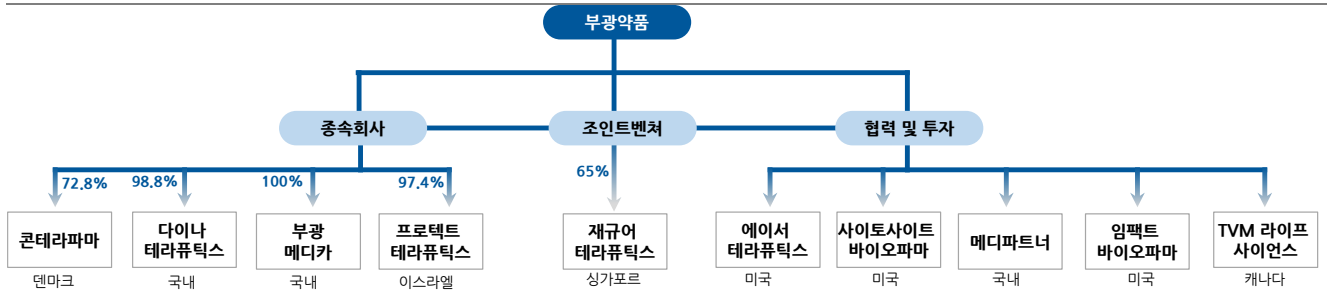 부광약품
종속회사
조인트벤쳐
협력 및 투자
72.8%
98.8%
100%
97.4%
65%
콘테라파마
다이나
테라퓨틱스
부광
메디카
프로텍트
테라퓨틱스
재규어
테라퓨틱스
에이서
테라퓨틱스
사이토사이트
바이오파마
메디파트너
임팩트
바이오파마
TVM 라이프
사이언스
덴마크
국내
국내
이스라엘
싱가포르
미국
미국
국내
미국
캐나다